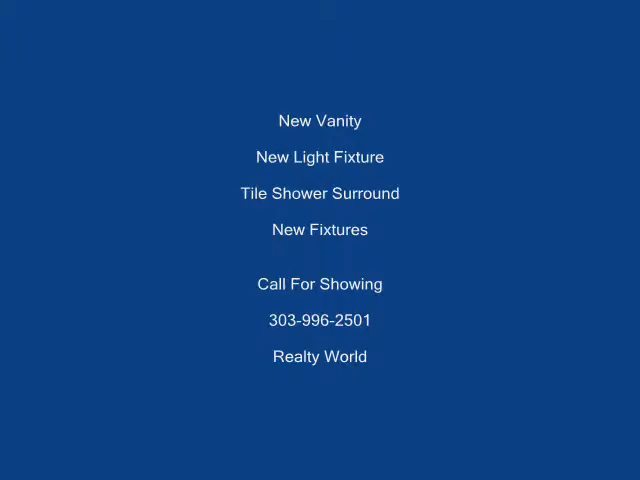 New Vanity
New Light Fixture
Tile Shower Surround
New Fixtures
Call For Showing
303-996-2501
Realty World